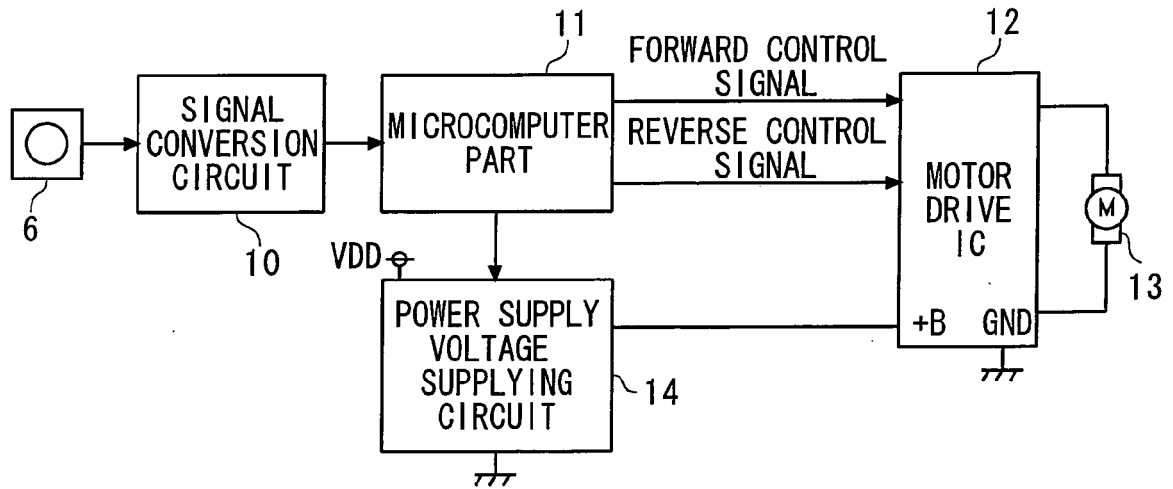 11
12
FORWARD CONTROL
SIGNAL
SIGNAL
CONVERSION
CIRCUIT
MICROCOMPUTER
PART
REVERSE CONTROL
SIGNAL
MOTOR
DRIVE
IC
M
6
10
VDD
13
POWER SUPPLY
VOLTAGE
SUPPLYING
CIRCUIT
+B GND
14